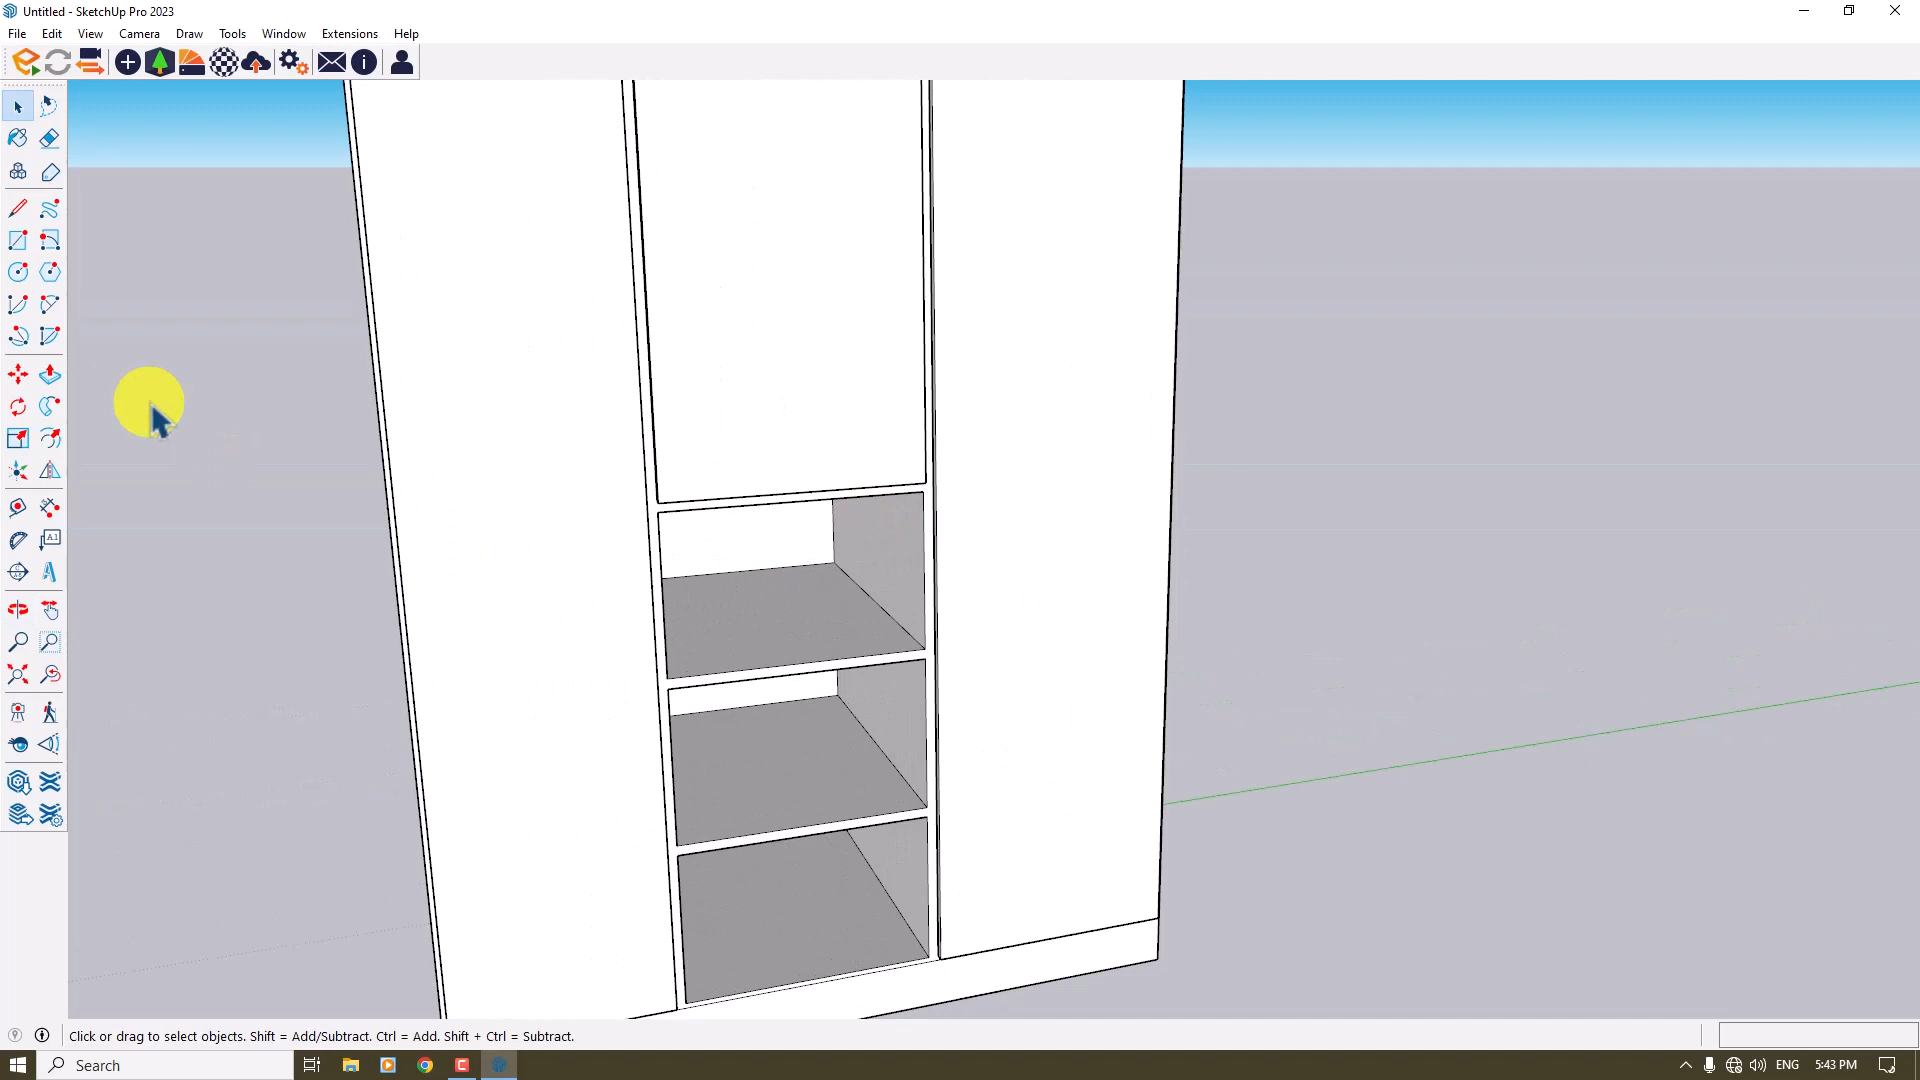 Untitled - SketchUp Pro 2023
File Edit View Camera Draw Tools Window Extensions Help
A1
Click or drag to select objects. Shift = Add/Subtract. Ctrl = Add. Shift + Ctrl = Subtract.
Search
ENG
5:43 PM